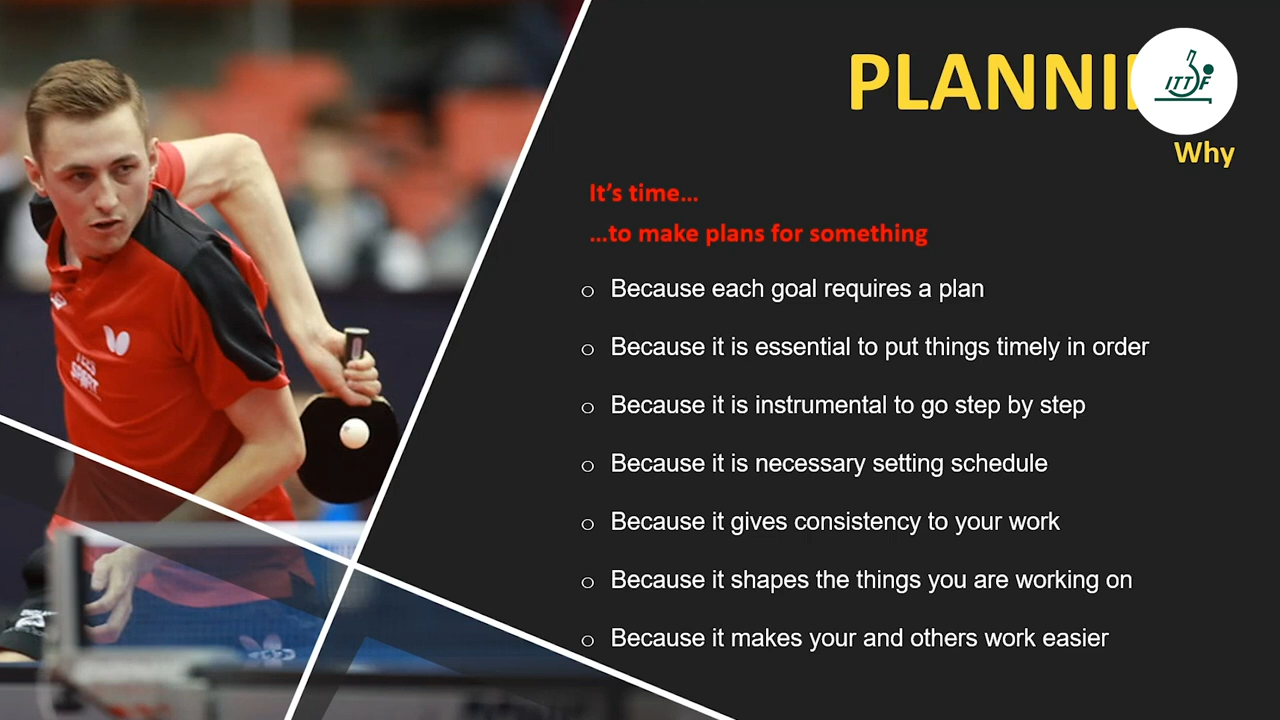 PLANNI
ITTF
Why
It's time…
…to make plans for something
o Because each goal requires a plan
o Because it is essential to put things timely in order
o Because it is instrumental to go step by step
o Because it is necessary setting schedule
o Because it gives consistency to your work
o Because it shapes the things you are working on
o Because it makes your and others work easier